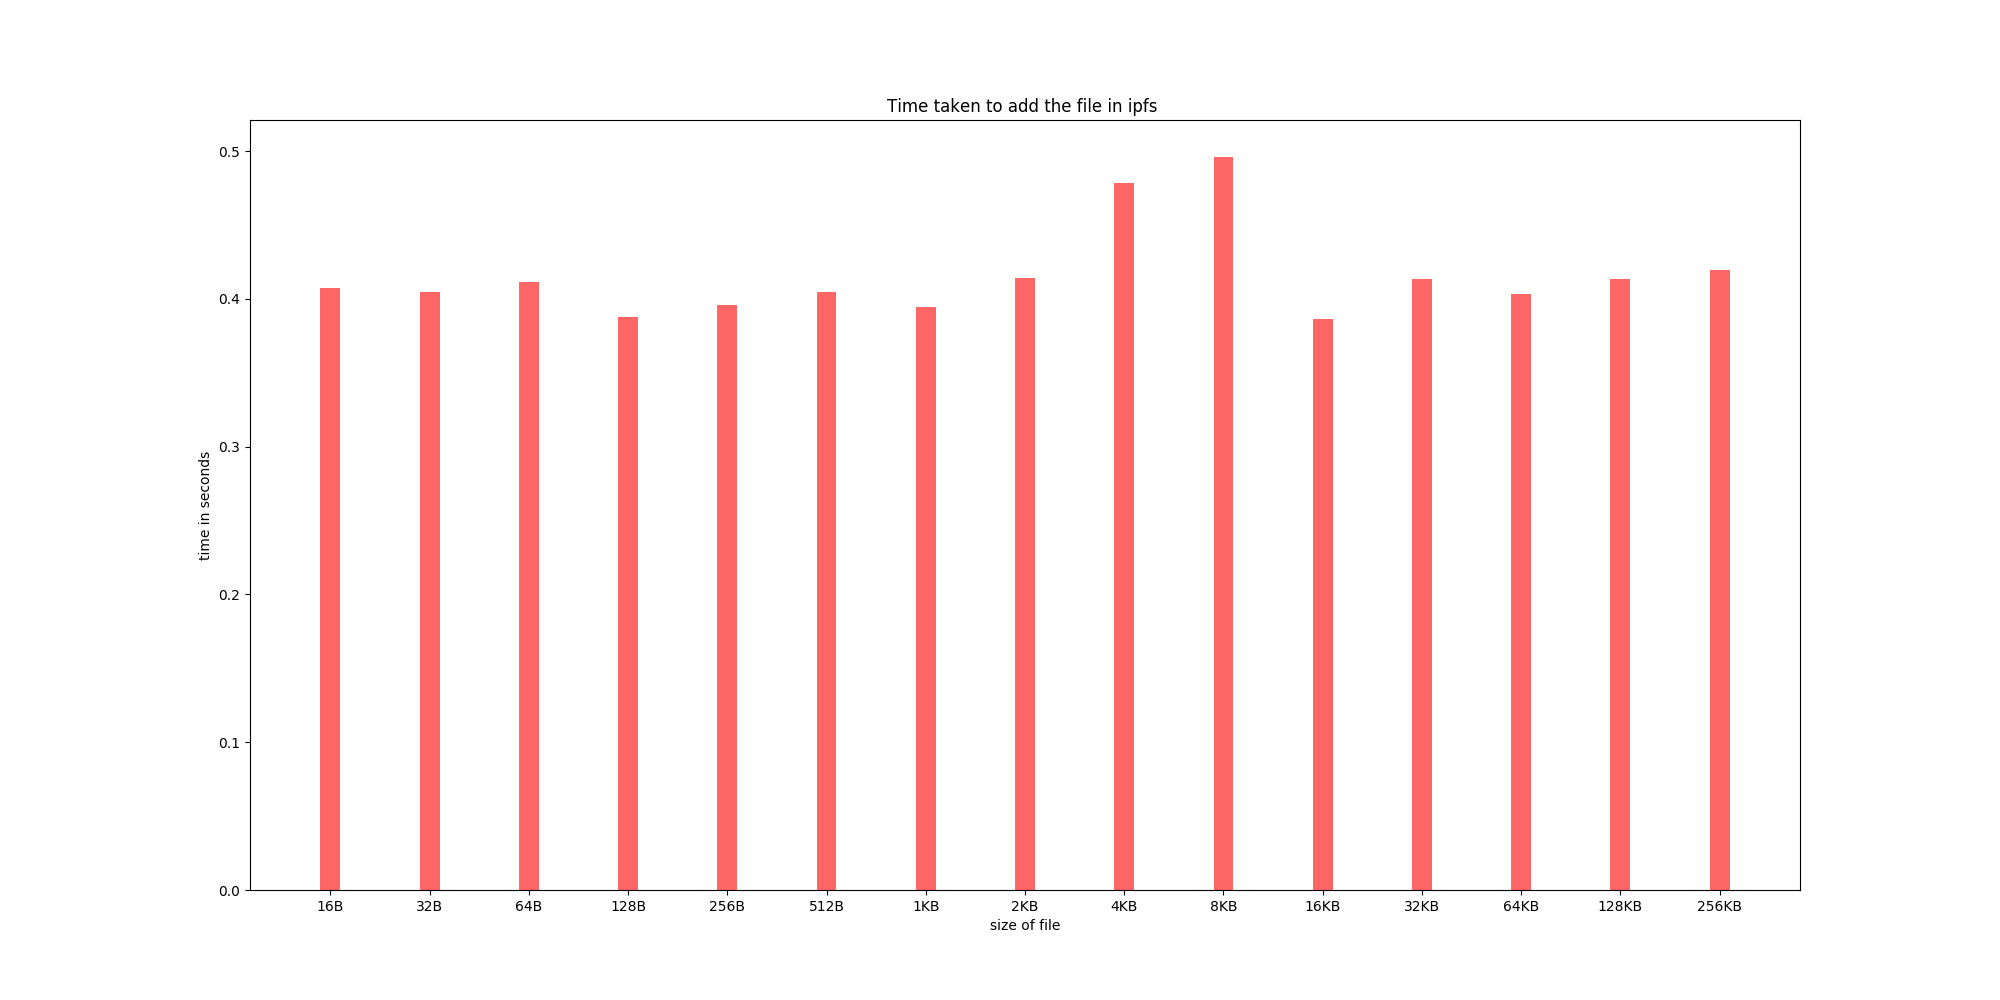 Time taken to add the file in ipfs
0.5
0.4
0.3
0.2
0.1
0.0
time in seconds
16B 32B 64B 128B 256B 512B 1KB 2KB 4KB 8KB 16KB 32KB 64KB 128KB 256KB
size of file